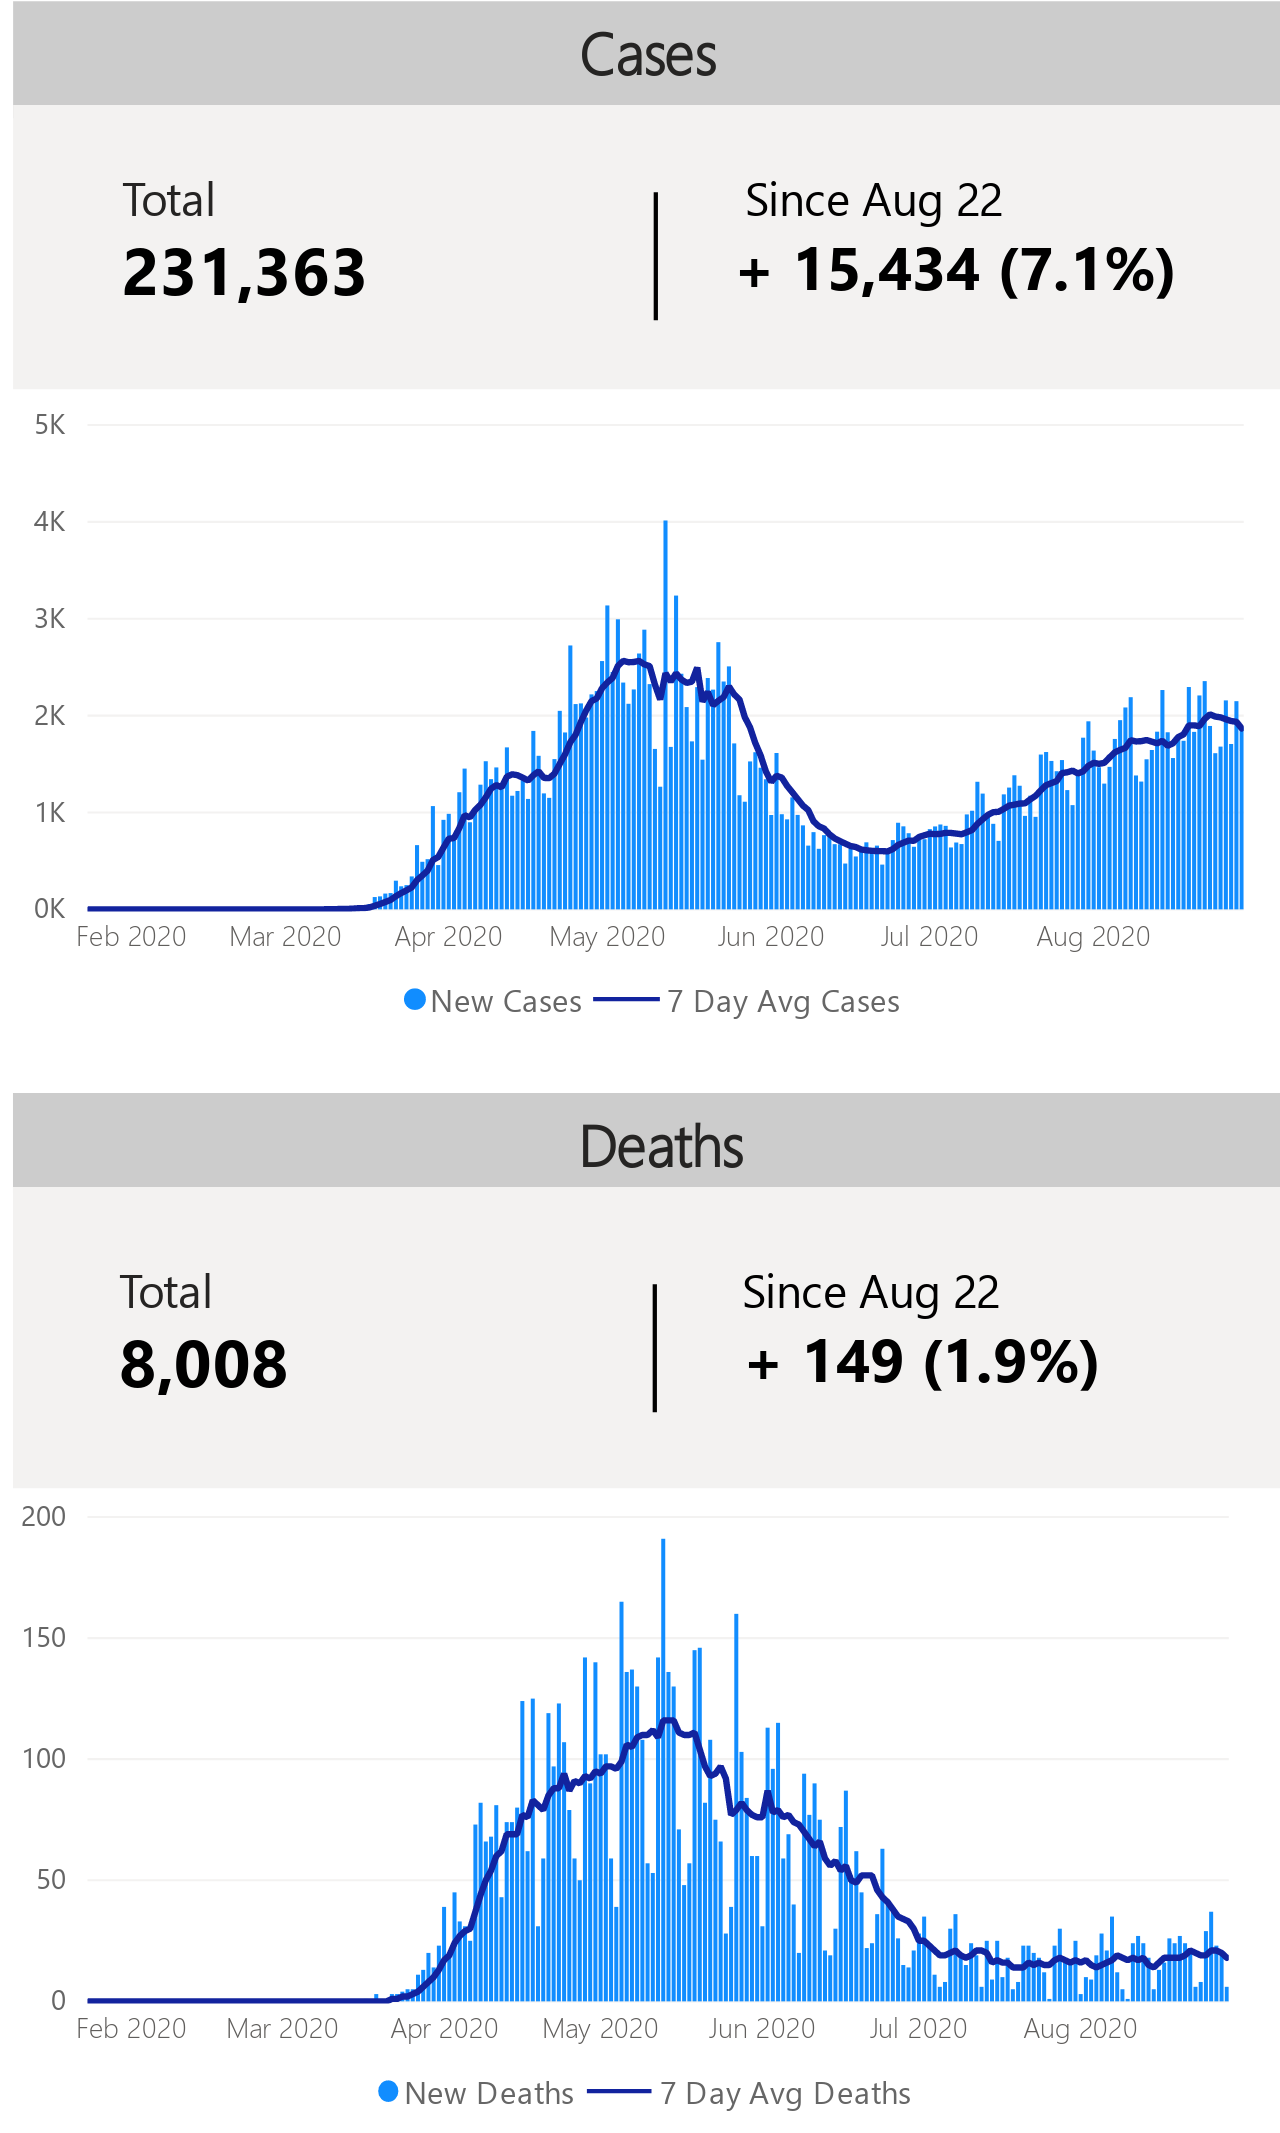 Cases
Total
Since Aug 22
231,363
+ 15,434 (7.1%)
5K
4K
3K
2K
1K
0K
Feb 2020
Mar 2020
Apr 2020
May 2020
Jun 2020
Jul 2020
Aug 2020
New Cases
7 Day Avg Cases
Deaths
Total
Since Aug 22
8,008
+ 149 (1.9%)
200
150
100
50
0
Feb 2020
Mar 2020
Apr 2020
May 2020
Jun 2020
Jul 2020
Aug 2020
New Deaths
7 Day Avg Deaths